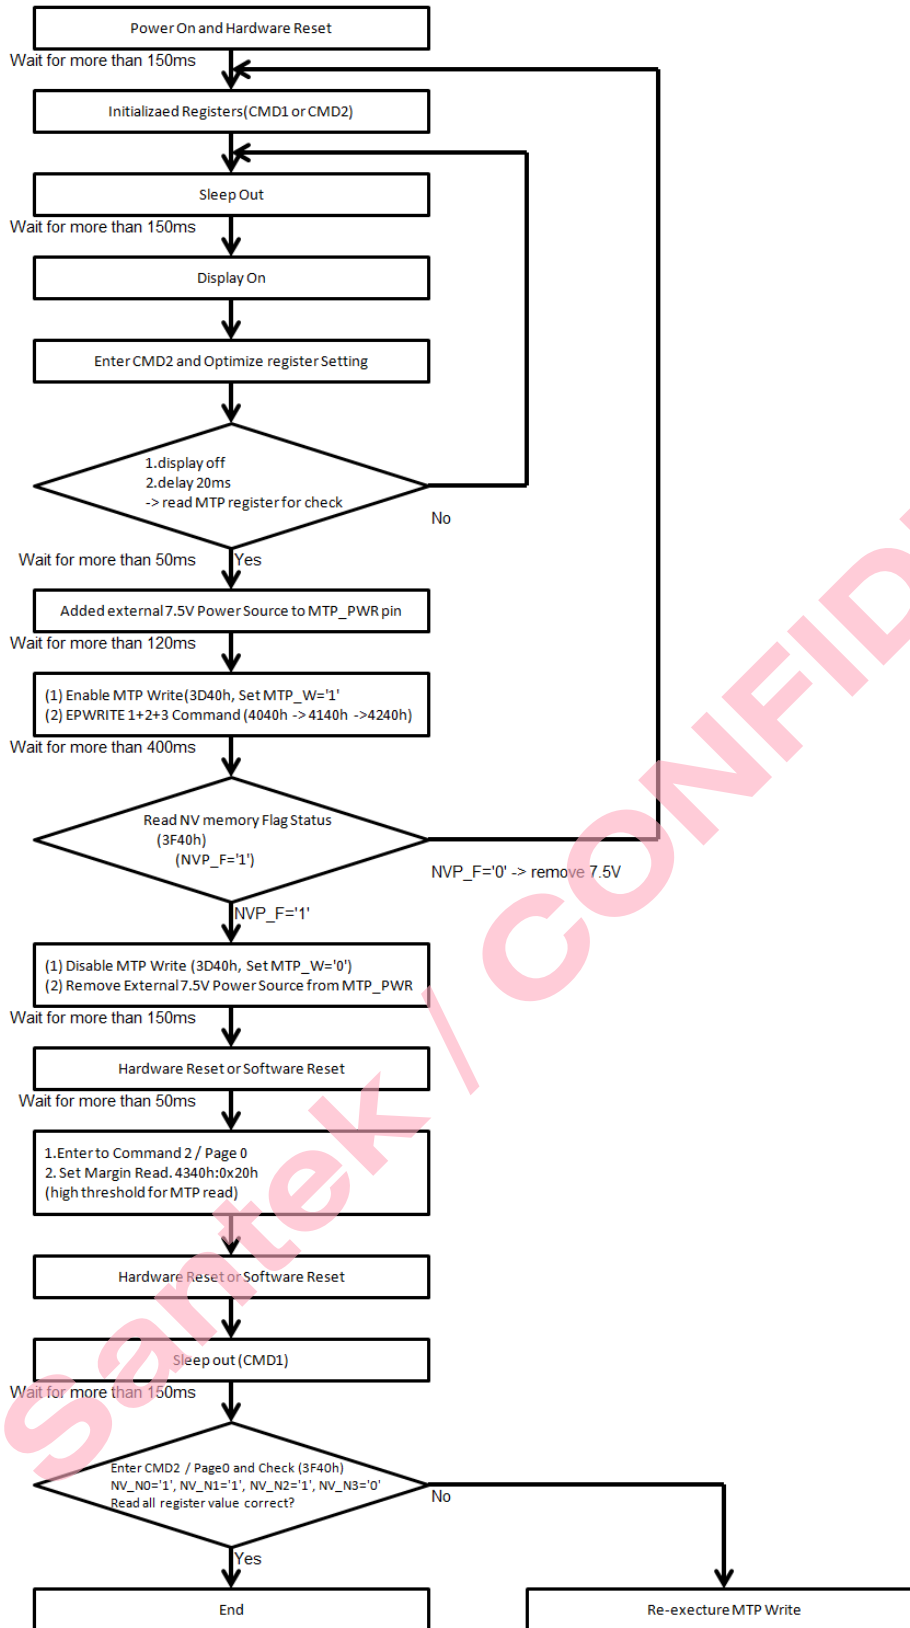 Power On and Hardware Reset
Wait for more than 150ms
Initializaed Registers(CMD1 or CMD2)
Sleep Out
Wait for more than 150ms
Display On
Enter CMD2 and Optimize register Setting
1.display off
2.delay 20ms
-> read MTP register for check
No
Wait for more than 50ms
Yes
Added external 7.5V Power Source to MTP_PWR pin
Wait for more than 120ms
(1) Enable MTP Write(3D40h, Set MTP_W='1'
(2) EPWRITE 1+2+3 Command (4040h -> 4140h ->4240h)
Wait for more than 400ms
Read NV memory Flag Status
(3F40h)
(NVP_F='1')
NVP_F='0' -> remove 7.5V
NVP_F='1'
(1) Disable MTP Write (3D40h, Set MTP_W='0')
(2) Remove External 7.5V Power Source from MTP_PWR
Wait for more than 150ms
Hardware Reset or Software Reset
Wait for more than 50ms
1.Enter to Command 2 / Page 0
2. Set Margin Read. 4340h:0x20h
(high threshold for MTP read)
Hardware Reset or Software Reset
Sleep out (CMD1)
Wait for more than 150ms
Enter CMD2 / Page0 and Check (3F40h)
NV_N0='1', NV_N1='1', NV_N2='1', NV_N3='0'
Read all register value correct?
No
Yes
End
Re-execture MTP Write
Santek / CONFID